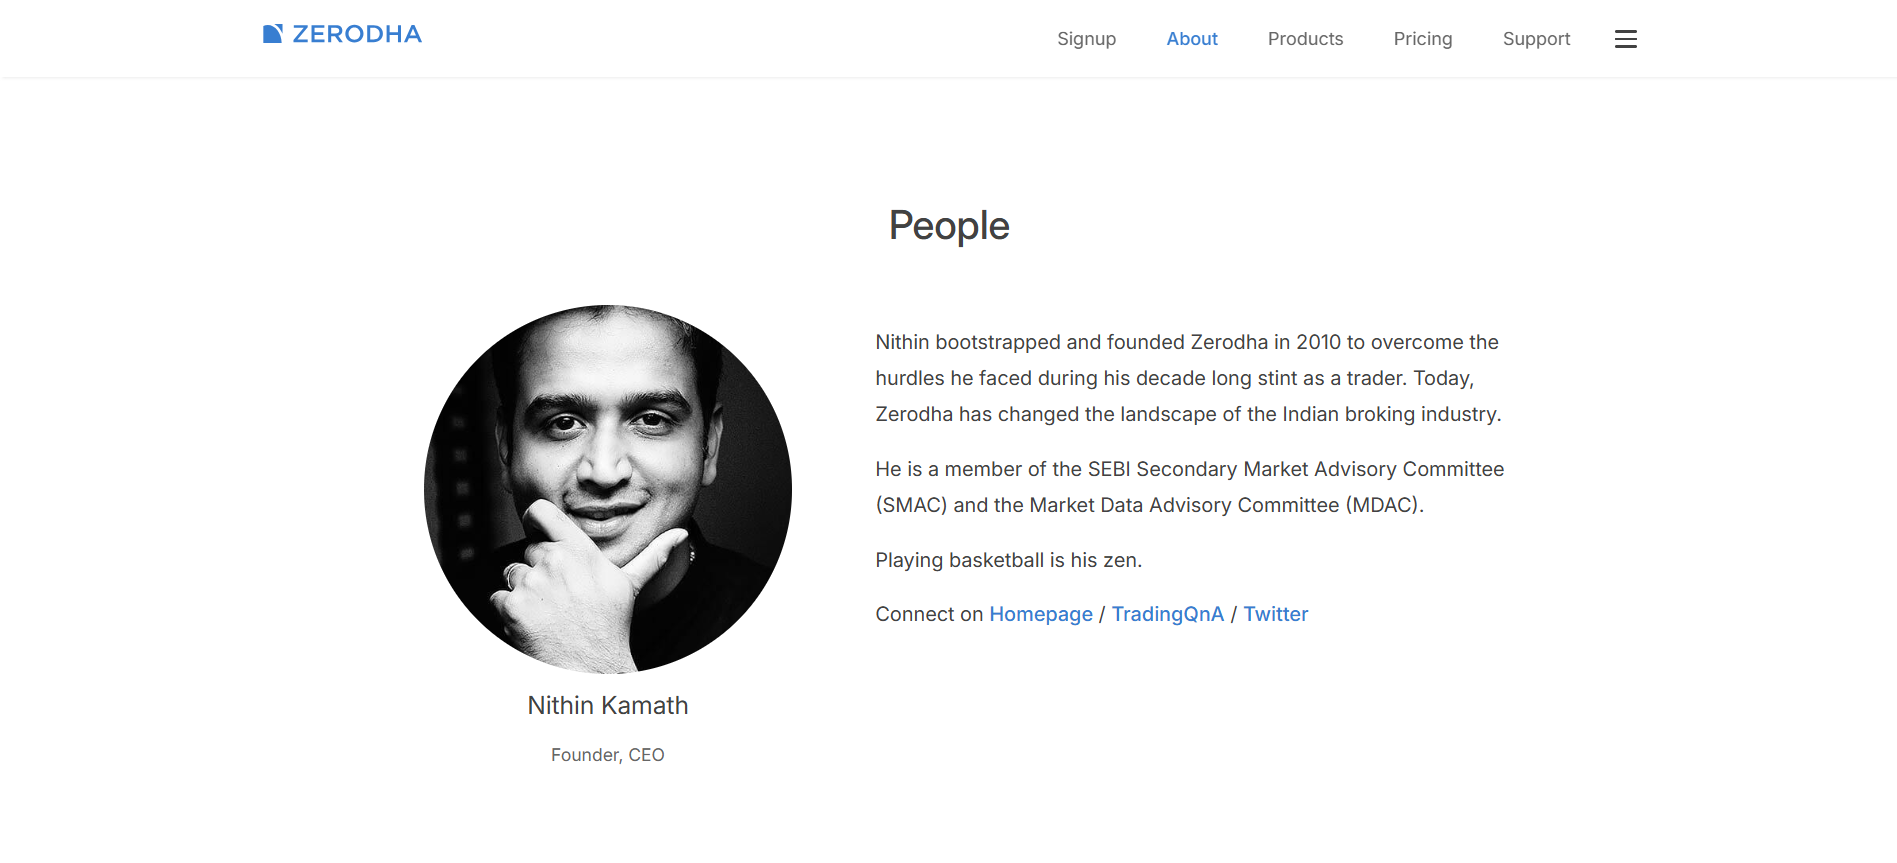 ZERODHA
Signup
About
Products
Pricing
Support
People
Nithin bootstrapped and founded Zerodha in 2010 to overcome the
hurdles he faced during his decade long stint as a trader. Today,
Zerodha has changed the landscape of the Indian broking industry.
He is a member of the SEBI Secondary Market Advisory Committee
(SMAC) and the Market Data Advisory Committee (MDAC).
Playing basketball is his zen.
Connect on Homepage / TradingQnA / Twitter
Nithin Kamath
Founder, CEO